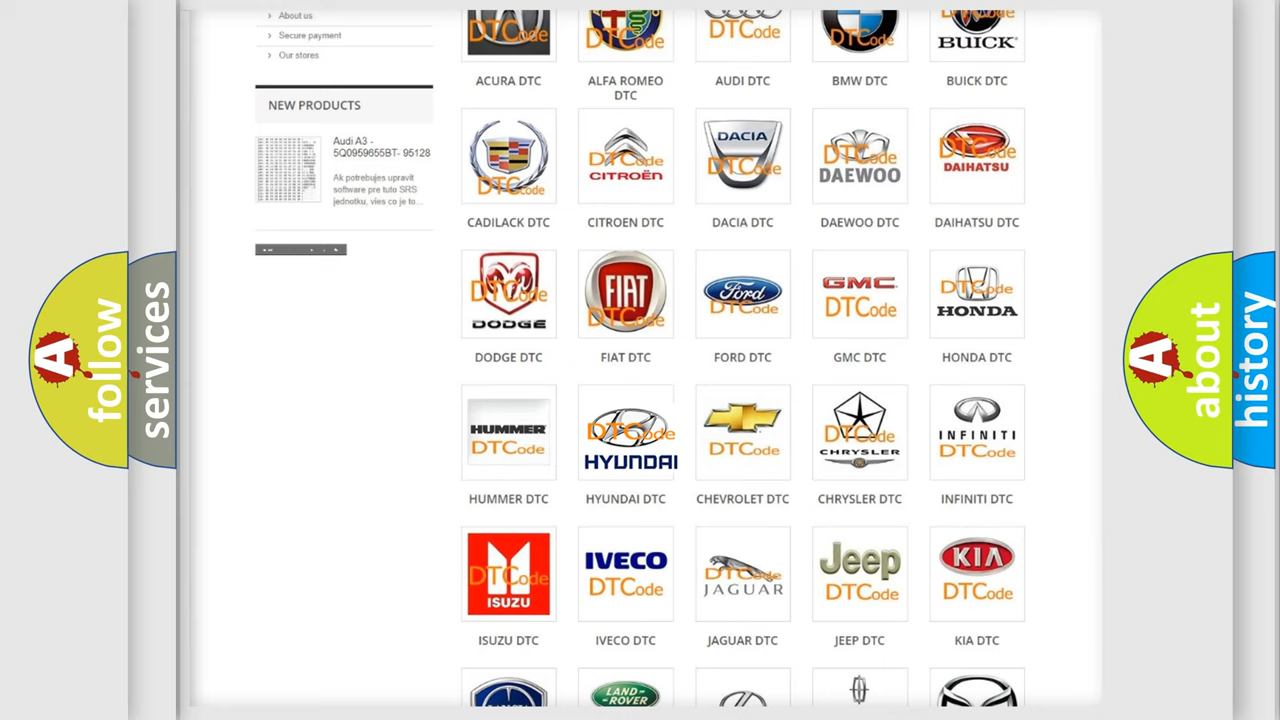 About us
Secure payment
Our stores
NEW PRODUCTS
Audi A3 -
5Q0959655BT- 95128
Ak potrebujes upravit
software pre tuto SRS
jednotku, vies co je to...
DTCode DTCode DTCode DTCode BUICK
ACURA DTC ALFA ROMEO DTC AUDI DTC BMW DTC BUICK DTC
DTCode DTCode CITROËN DACIA DTCode DTCode DAEWOO DTCode DAIHATSU
CADILACK DTC CITROEN DTC DACIA DTC DAEWOO DTC DAIHATSU DTC
DTCode DODGE FIAT DTCode Ford DTCode GMC DTCode DTCode HONDA
DODGE DTC FIAT DTC FORD DTC GMC DTC HONDA DTC
HUMMER DTCode DTCode HYUNDAI DTCode DTCode CHRYSLER INFINITI DTCode
HUMMER DTC HYUNDAI DTC CHEVROLET DTC CHRYSLER DTC INFINITI DTC
DTCode ISUZU IVECO DTCode DTCode JAGUAR Jeep DTCode KIA DTCode
ISUZU DTC IVECO DTC JAGUAR DTC JEEP DTC KIA DTC
LAND-
ROVER
A follow
services
A about
history